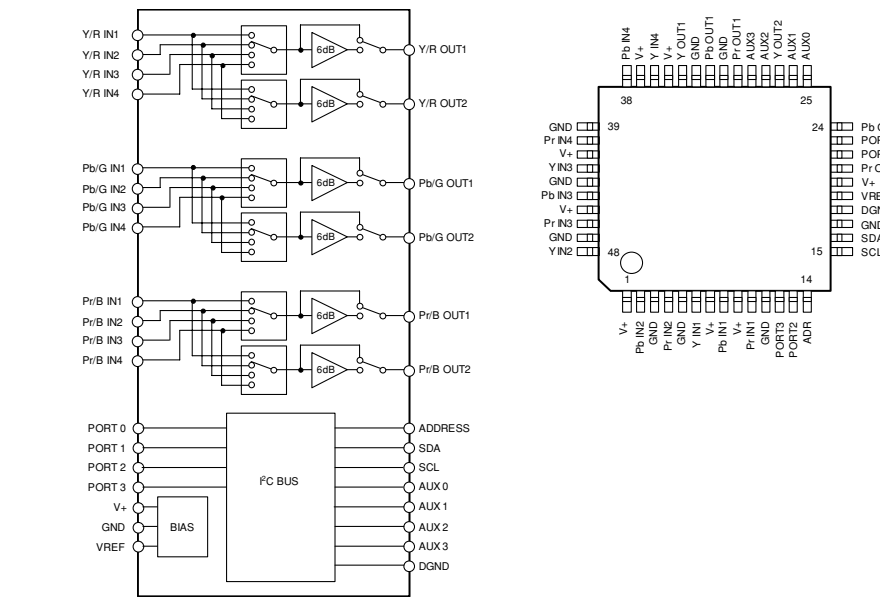 Y/R IN1
Y/R IN2
Y/R IN3
Y/R IN4
6dB
Y/R OUT1
6dB
Y/R OUT2
Pb/G IN1
Pb/G IN2
Pb/G IN3
Pb/G IN4
6dB
Pb/G OUT1
6dB
Pb/G OUT2
Pr/B IN1
Pr/B IN2
Pr/B IN3
Pr/B IN4
6dB
Pr/B OUT1
6dB
Pr/B OUT2
PORT 0
PORT 1
PORT 2
PORT 3
V+
GND
VREF
BIAS
I²C BUS
ADDRESS
SDA
SCL
AUX 0
AUX 1
AUX 2
AUX 3
DGND
Pb IN4
V+
Y IN4
V+
Y OUT1
GND
Pb OUT1
GND
Pr OUT1
AUX3
AUX2
Y OUT2
AUX1
AUX0
38
25
39
24
48
15
1
14
GND
Pr IN4
V+
Y IN3
GND
Pb IN3
V+
Pr IN3
GND
Y IN2
Pb
V+
SDA
SCL
V+
Pb IN2
GND
Pr IN2
GND
Y IN1
V+
Pb IN1
V+
Pr IN1
GND
PORT3
PORT2
ADR